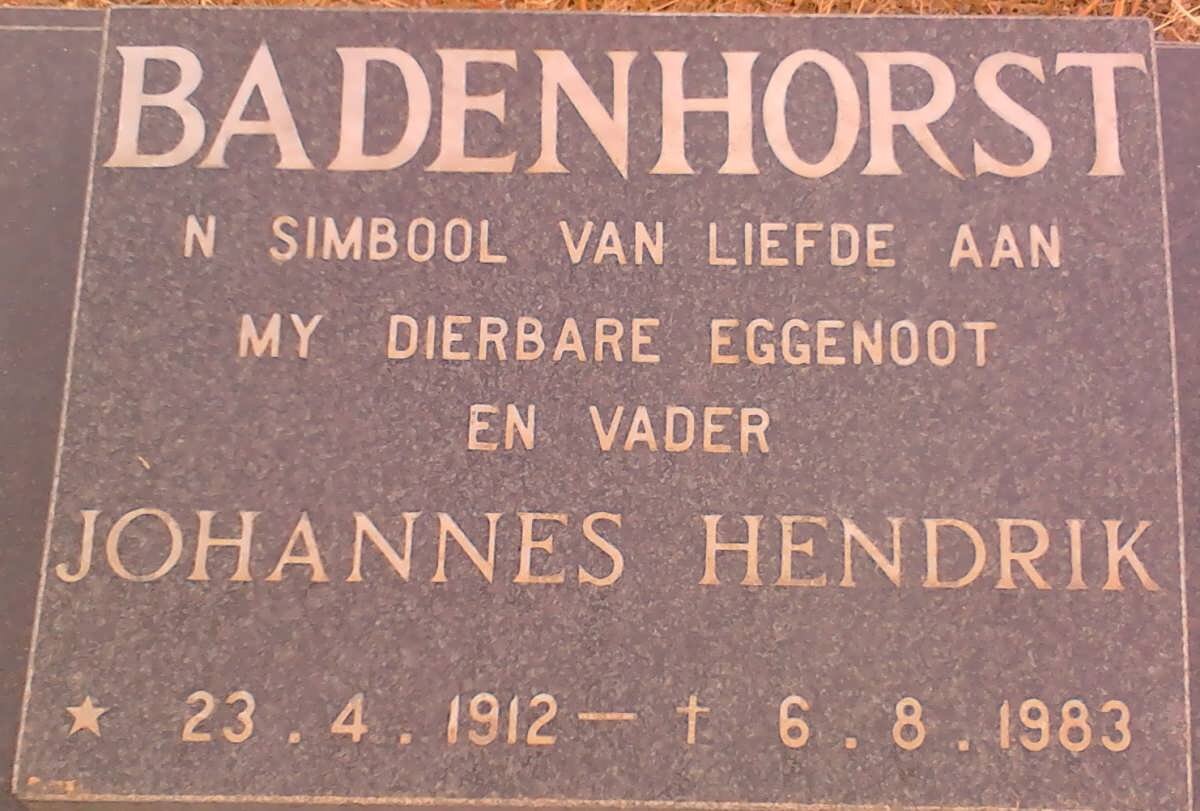 BADENHORST
N SIMBOOL VAN LIEFDE AAN
MY DIERBARE EGGENOOT
EN VADER
JOHANNES HENDRIK
★ 23.4.1912 — † 6.8.1983